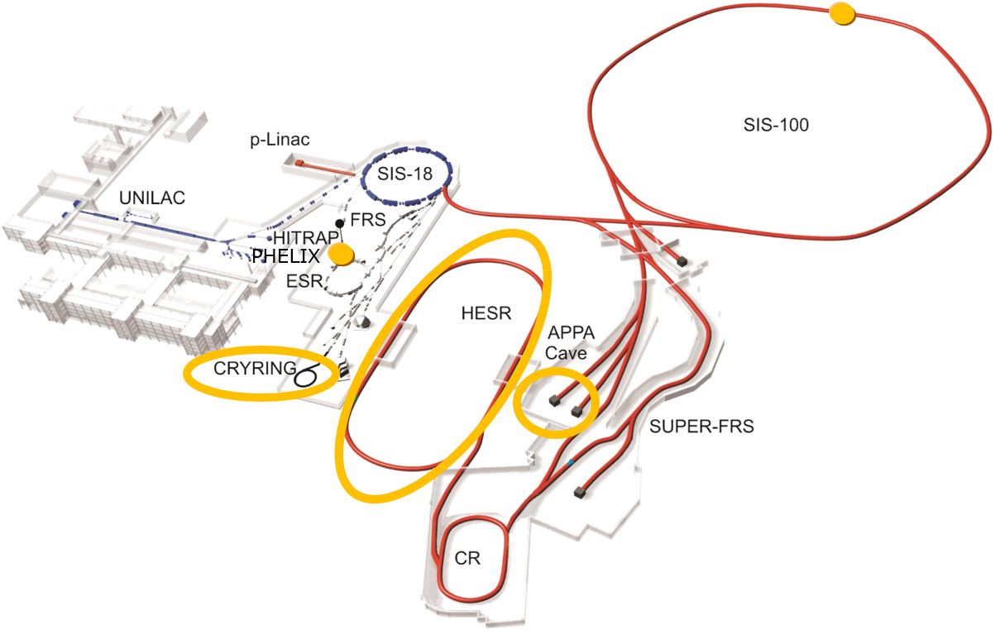 SIS-100
p-Linac
SIS-18
UNILAC
FRS
HITRAP
PHELIX
ESR
HESR
APPA
Cave
CRYRING
SUPER-FRS
CR